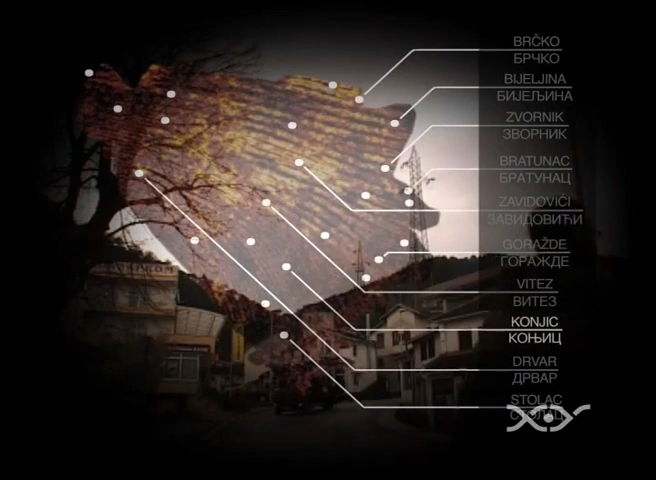 BRČKO
БРЧКО
BIJELJINA
БИЈЕЉИНА
ZVORNIK
ЗВОРНИК
BRATUNAC
БРАТУНАЦ
ZAVIDOVIĆI
ЗАВИДОВИЋИ
GORAŽDE
ГОРАЖДЕ
VITEZ
ВИТЕЗ
KONJIC
КОЊИЦ
DRVAR
ДРВАР
STOLAC
СТОЛАЦ